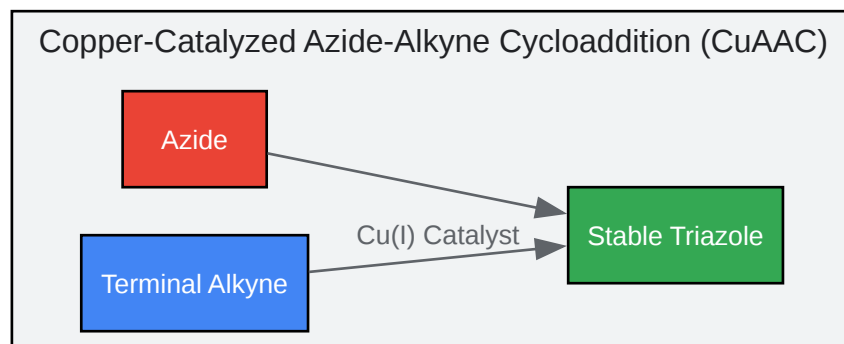 Copper-Catalyzed Azide-Alkyne Cycloaddition (CuAAC)
Azide
Cu(I) Catalyst
Stable Triazole
Terminal Alkyne